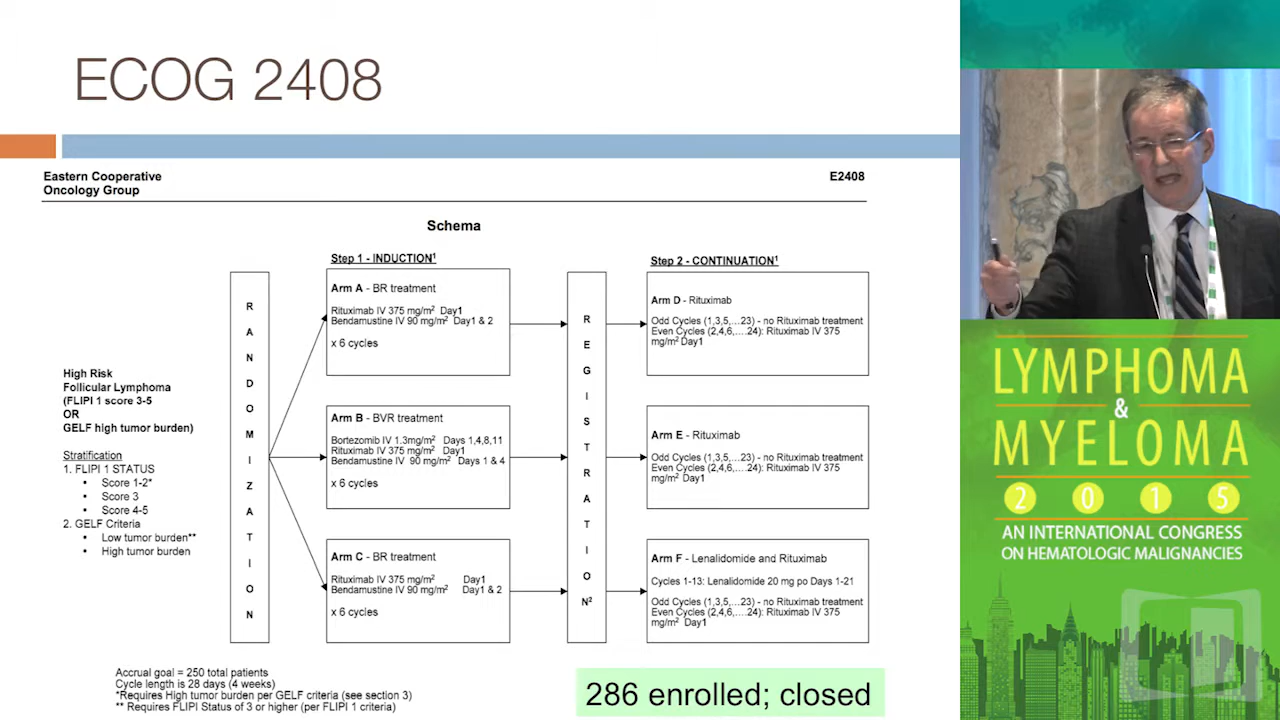 ECOG 2408
Eastern Cooperative
Oncology Group
E2408
Schema
High Risk
Follicular Lymphoma
(FLIPI 1 score 3-5
OR
GELF high tumor burden)
Stratification
1. FLIPI 1 STATUS
• Score 1-2*
• Score 3
• Score 4-5
2. GELF Criteria
• Low tumor burden**
• High tumor burden
RANDOMIZATION
Step 1 - INDUCTION¹
Arm A - BR treatment
Rituximab IV 375 mg/m² Day1
Bendamustine IV 90 mg/m² Day1 & 2
x 6 cycles
Arm B - BVR treatment
Bortezomib IV 1.3mg/m² Days 1,4,8,11
Rituximab IV 375 mg/m² Day1
Bendamustine IV 90 mg/m² Days 1 & 4
x 6 cycles
Arm C - BR treatment
Rituximab IV 375 mg/m² Day1
Bendamustine IV 90 mg/m² Day1 & 2
x 6 cycles
REGISTRATION²
Step 2 - CONTINUATION¹
Arm D - Rituximab
Odd Cycles (1,3,5,…23) - no Rituximab treatment
Even Cycles (2,4,6,….24): Rituximab IV 375
mg/m² Day1
Arm E - Rituximab
Odd Cycles (1,3,5,…23) - no Rituximab treatment
Even Cycles (2,4,6,….24): Rituximab IV 375
mg/m² Day1
Arm F - Lenalidomide and Rituximab
Cycles 1-13: Lenalidomide 20 mg po Days 1-21
Odd Cycles (1,3,5,…23) - no Rituximab treatment
Even Cycles (2,4,6,….24): Rituximab IV 375
mg/m² Day1
Accrual goal = 250 total patients
Cycle length is 28 days (4 weeks)
*Requires High tumor burden per GELF criteria (see section 3)
** Requires FLIPI Status of 3 or higher (per FLIPI 1 criteria)
286 enrolled; closed
LYMPHOMA
&
MYELOMA
2015
AN INTERNATIONAL CONGRESS
ON HEMATOLOGIC MALIGNANCIES